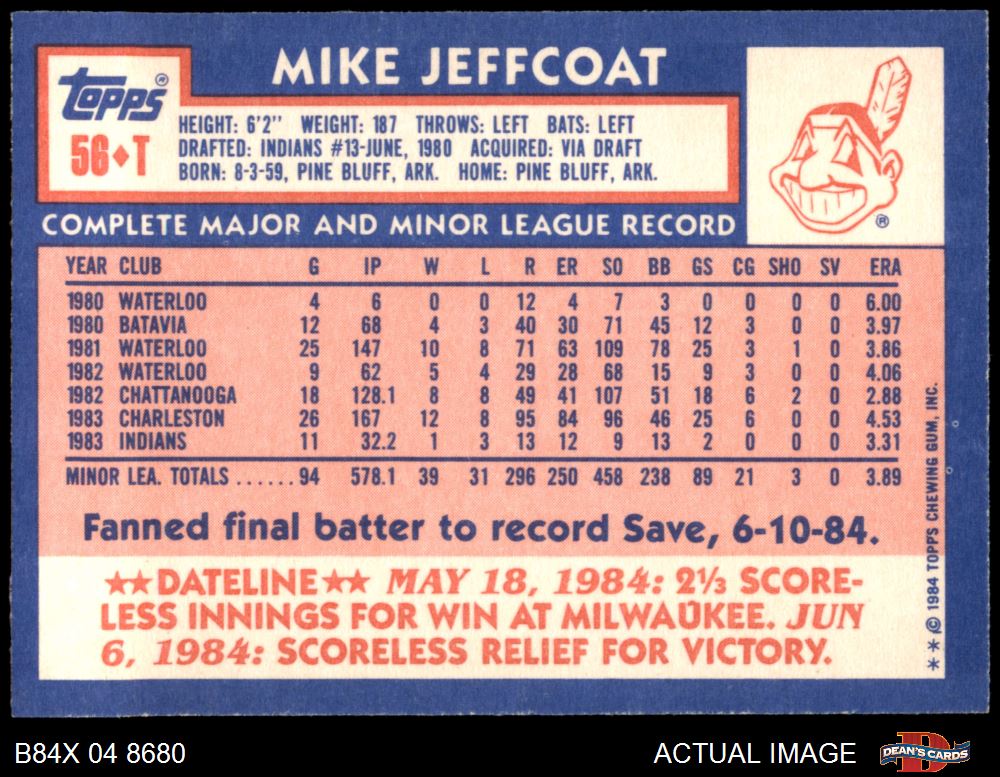 MIKE JEFFCOAT
Topps®
56♦T
HEIGHT: 6'2" WEIGHT: 187 THROWS: LEFT BATS: LEFT
DRAFTED: INDIANS #13-JUNE, 1980 ACQUIRED: VIA DRAFT
BORN: 8-3-59, PINE BLUFF, ARK. HOME: PINE BLUFF, ARK.
®
COMPLETE MAJOR AND MINOR LEAGUE RECORD
YEAR CLUB G IP W L R ER SO BB GS CG SHO SV ERA
1980 WATERLOO 4 6 0 0 12 4 7 3 0 0 0 0 6.00
1980 BATAVIA 12 68 4 3 40 30 71 45 12 3 0 0 3.97
1981 WATERLOO 25 147 10 8 71 63 109 78 25 3 1 0 3.86
1982 WATERLOO 9 62 5 4 29 28 68 15 9 3 0 0 4.06
1982 CHATTANOOGA 18 128.1 8 8 49 41 107 51 18 6 2 0 2.88
1983 CHARLESTON 26 167 12 8 95 84 96 46 25 6 0 0 4.53
1983 INDIANS 11 32.2 1 3 13 12 9 13 2 0 0 0 3.31
MINOR LEA. TOTALS ...... 94 578.1 39 31 296 250 458 238 89 21 3 0 3.89
Fanned final batter to record Save, 6-10-84.
★★DATELINE★★ MAY 18, 1984: 2⅓ SCORE-
LESS INNINGS FOR WIN AT MILWAUKEE. JUN
6, 1984: SCORELESS RELIEF FOR VICTORY.
**© 1984 TOPPS CHEWING GUM, INC.
B84X 04 8680
ACTUAL IMAGE
D
DEAN'S CARDS